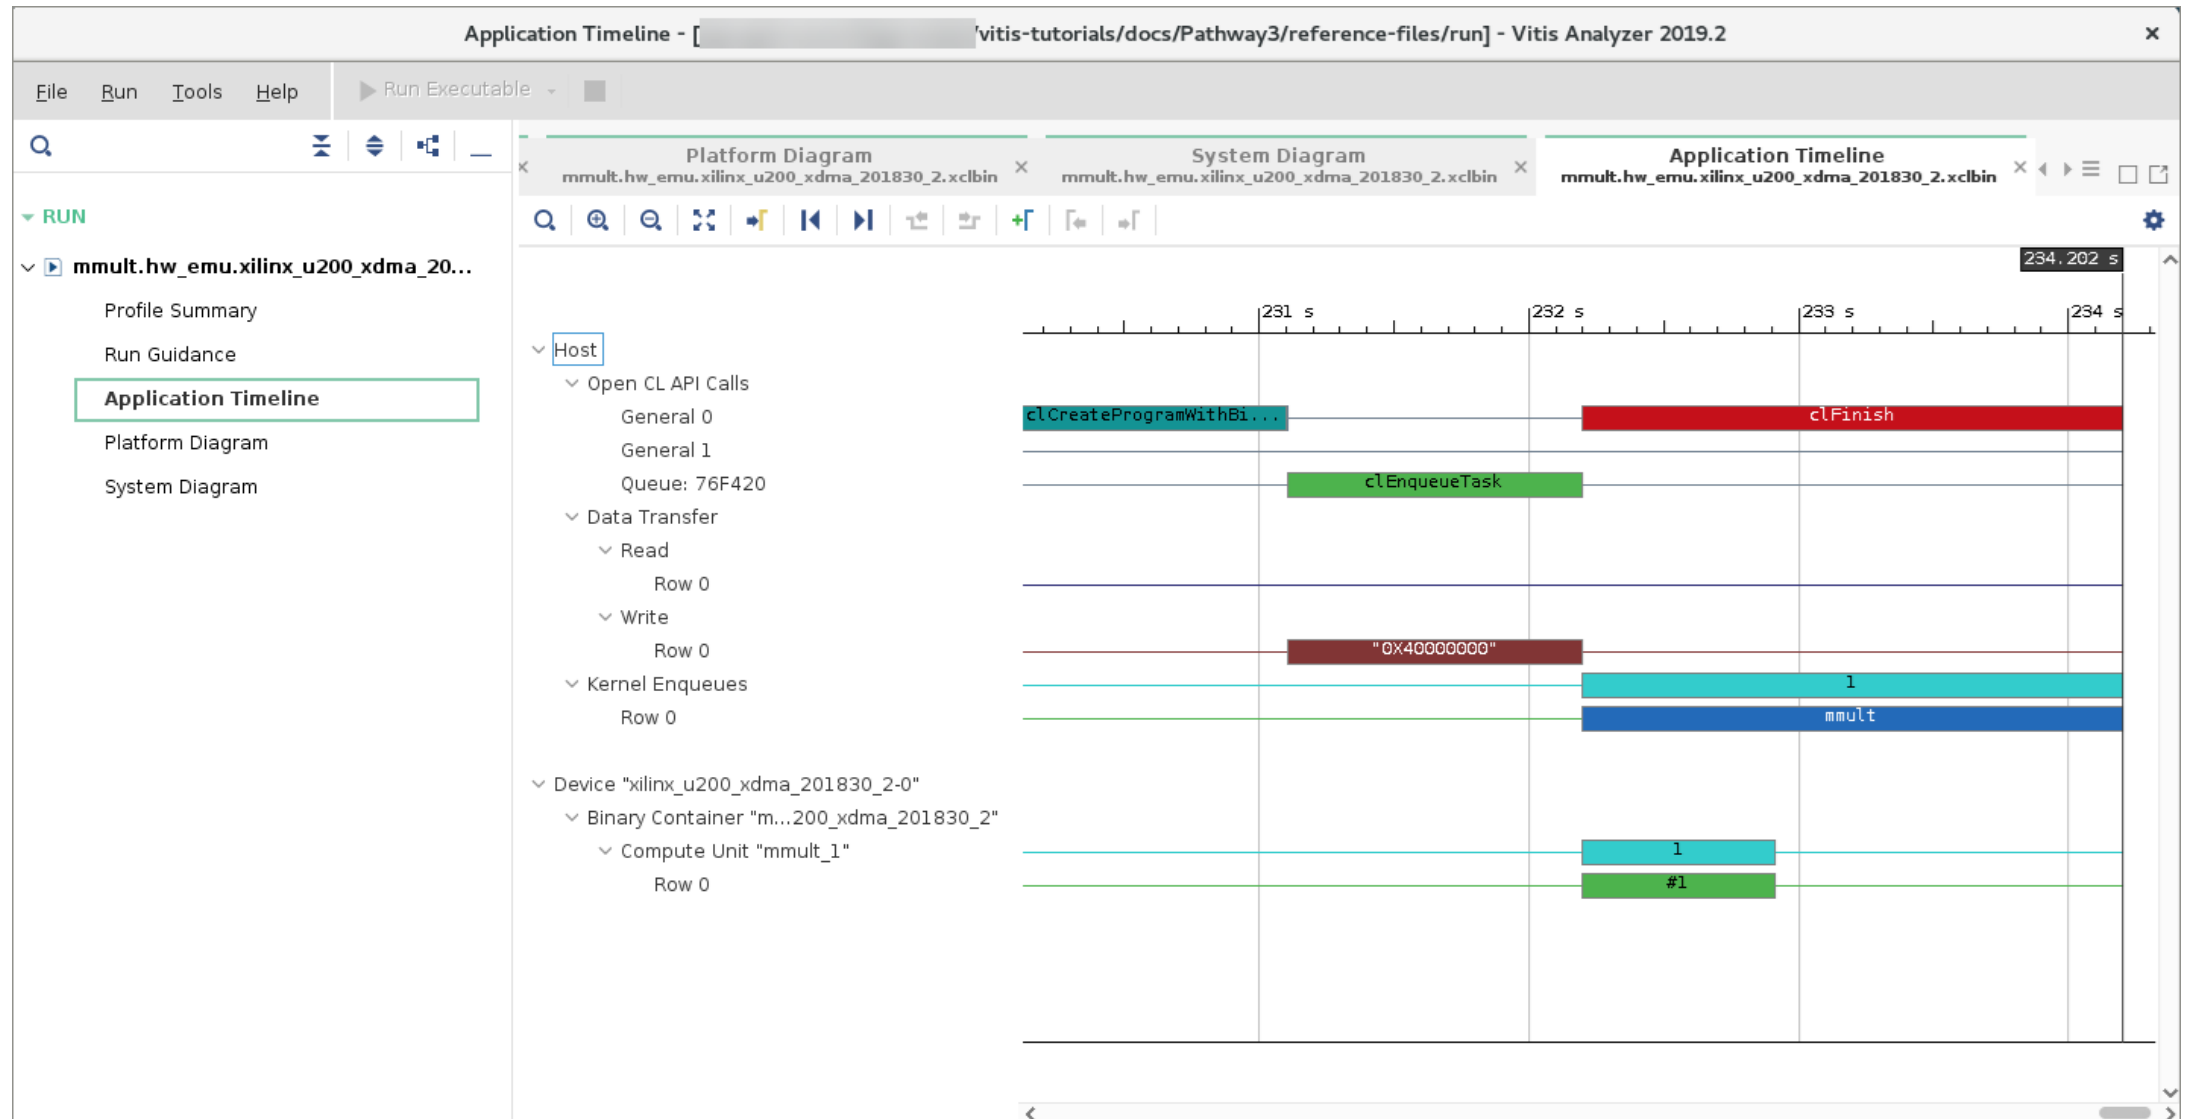 Application Timeline - [ /vitis-tutorials/docs/Pathway3/reference-files/run] - Vitis Analyzer 2019.2
File Run Tools Help Run Executable
Platform Diagram
mmult.hw_emu.xilinx_u200_xdma_201830_2.xclbin
System Diagram
mmult.hw_emu.xilinx_u200_xdma_201830_2.xclbin
Application Timeline
mmult.hw_emu.xilinx_u200_xdma_201830_2.xclbin
RUN
mmult.hw_emu.xilinx_u200_xdma_20...
Profile Summary
Run Guidance
Application Timeline
Platform Diagram
System Diagram
234.202 s
231 s 232 s 233 s 234 s
Host
Open CL API Calls
General 0 clCreateProgramWithBi... clFinish
General 1
Queue: 76F420 clEnqueueTask
Data Transfer
Read
Row 0
Write
Row 0 "0X40000000"
Kernel Enqueues 1
Row 0 mmult
Device "xilinx_u200_xdma_201830_2-0"
Binary Container "m...200_xdma_201830_2"
Compute Unit "mmult_1" 1
Row 0 #1